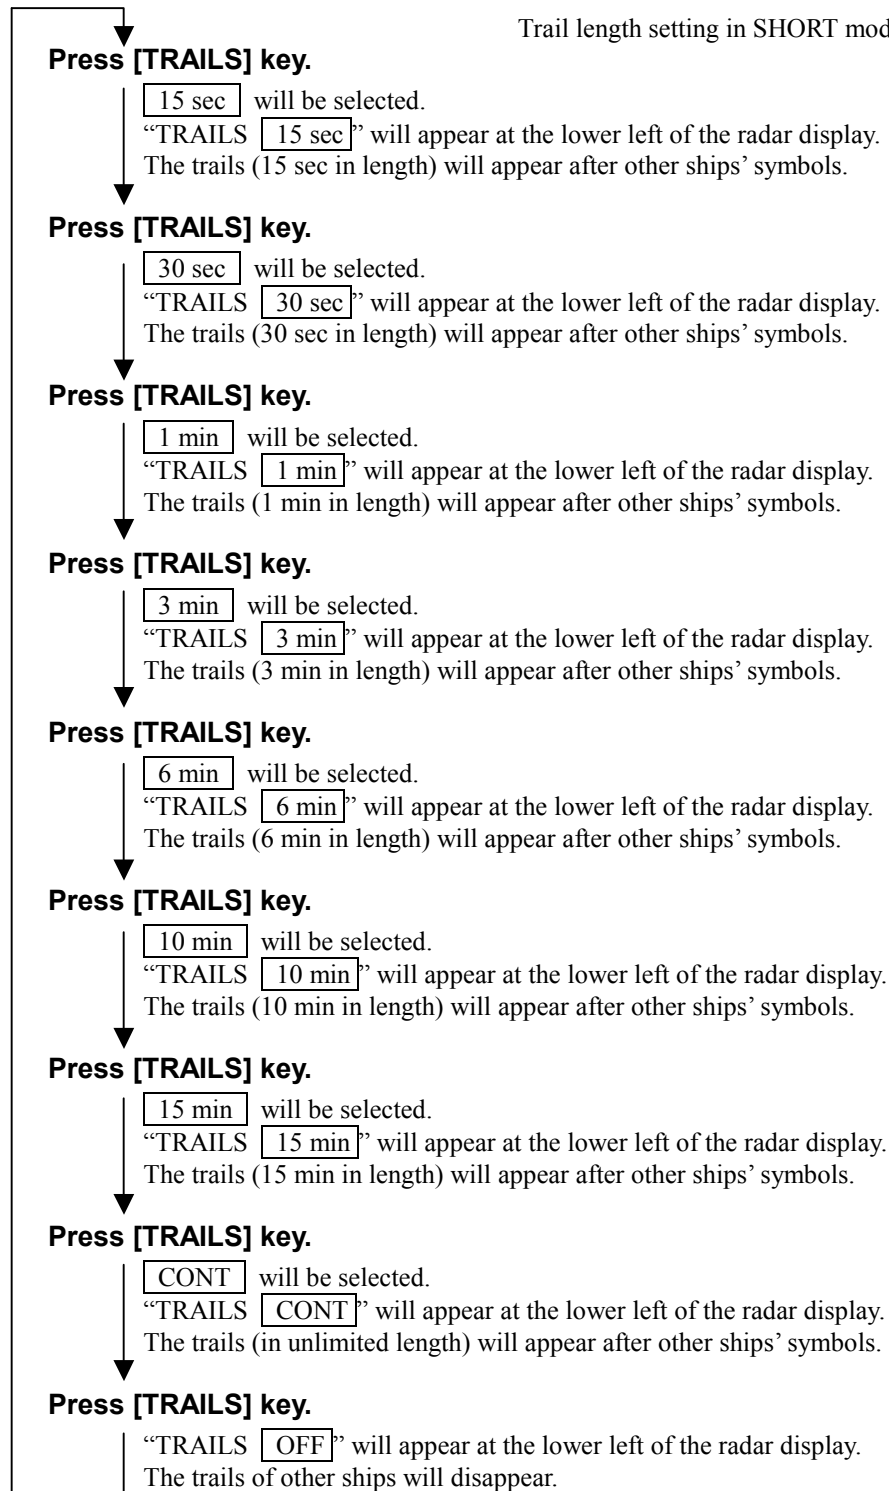 Trail length setting in SHORT mod
Press [TRAILS] key.
15 sec will be selected.
“TRAILS 15 sec” will appear at the lower left of the radar display.
The trails (15 sec in length) will appear after other ships’ symbols.
Press [TRAILS] key.
30 sec will be selected.
“TRAILS 30 sec” will appear at the lower left of the radar display.
The trails (30 sec in length) will appear after other ships’ symbols.
Press [TRAILS] key.
1 min will be selected.
“TRAILS 1 min” will appear at the lower left of the radar display.
The trails (1 min in length) will appear after other ships’ symbols.
Press [TRAILS] key.
3 min will be selected.
“TRAILS 3 min” will appear at the lower left of the radar display.
The trails (3 min in length) will appear after other ships’ symbols.
Press [TRAILS] key.
6 min will be selected.
“TRAILS 6 min” will appear at the lower left of the radar display.
The trails (6 min in length) will appear after other ships’ symbols.
Press [TRAILS] key.
10 min will be selected.
“TRAILS 10 min” will appear at the lower left of the radar display.
The trails (10 min in length) will appear after other ships’ symbols.
Press [TRAILS] key.
15 min will be selected.
“TRAILS 15 min” will appear at the lower left of the radar display.
The trails (15 min in length) will appear after other ships’ symbols.
Press [TRAILS] key.
CONT will be selected.
“TRAILS CONT” will appear at the lower left of the radar display.
The trails (in unlimited length) will appear after other ships’ symbols.
Press [TRAILS] key.
“TRAILS OFF” will appear at the lower left of the radar display.
The trails of other ships will disappear.